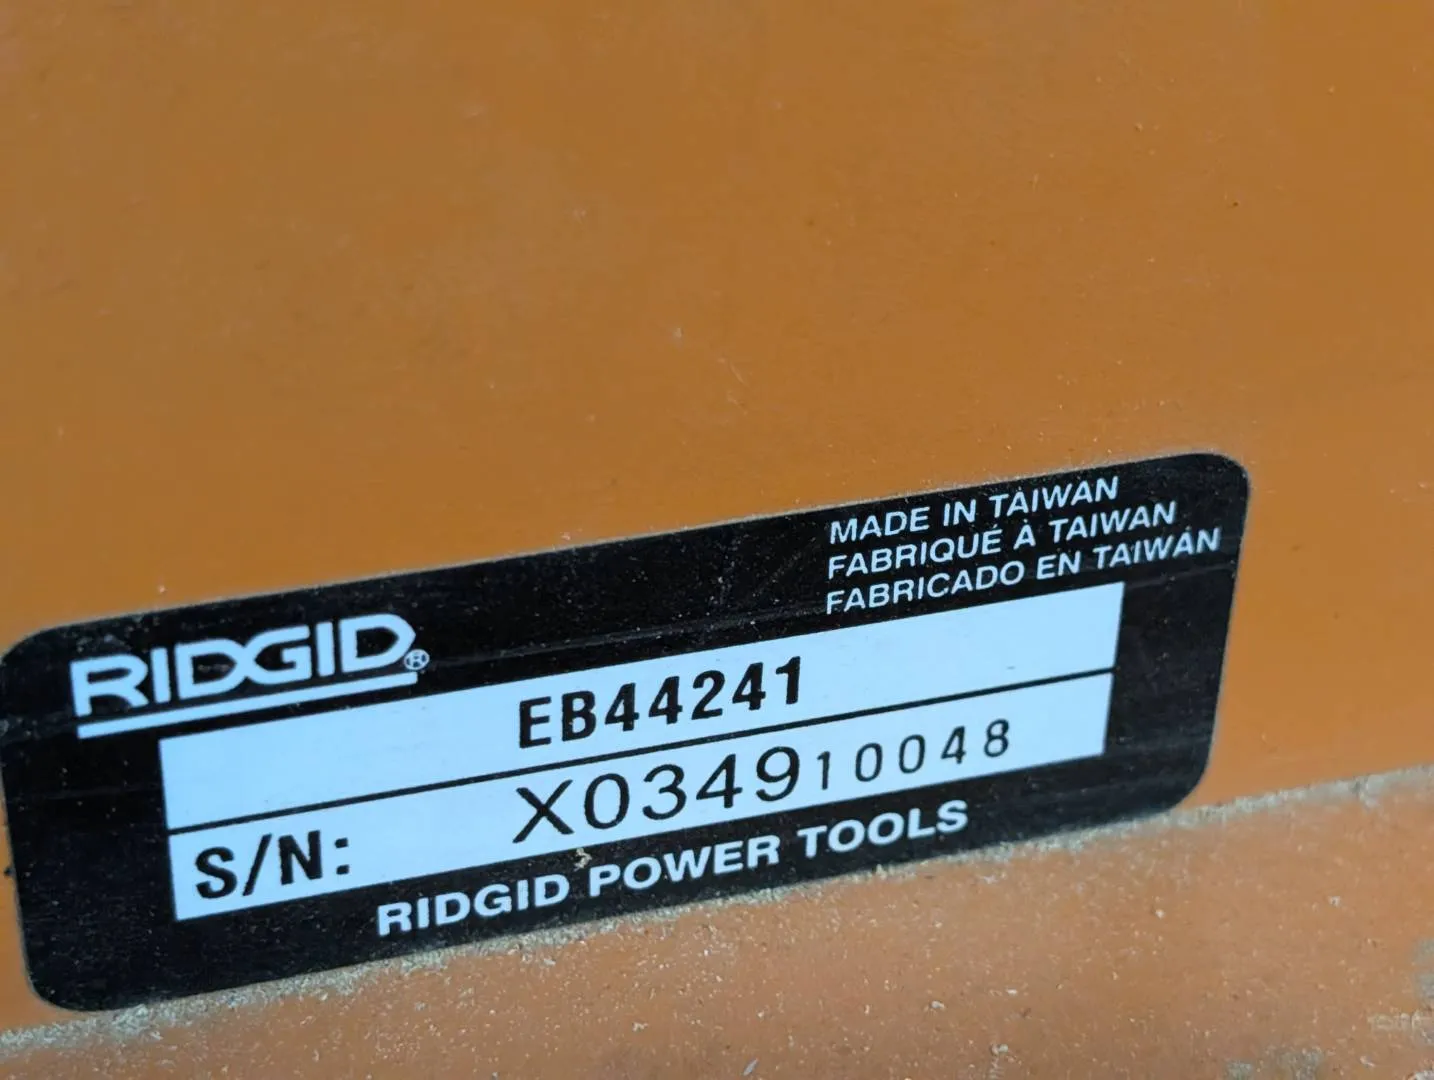 MADE IN TAIWAN
FABRIQUÉ À TAIWAN
FABRICADO EN TAIWÁN
RIDGID®
EB44241
S/N: X034910048
RIDGID POWER TOOLS